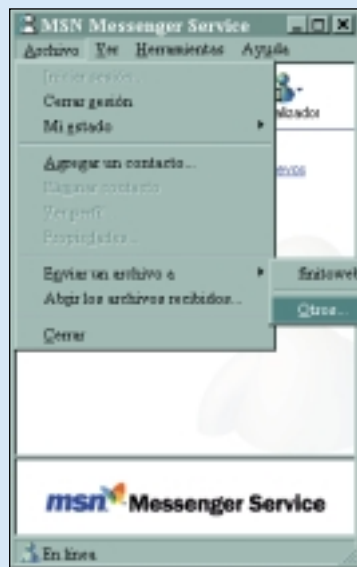 MSN Messenger Service
Archivo Ver Herramientas Ayuda
Iniciar sesión...
Cerrar sesión
Mi estado
Agregar un contacto...
Eliminar contacto
Ver perfil
Propiedades...
Enviar un archivo a
Abrir los archivos recibidos...
Cerrar
finitoweb
Otros...
msn Messenger Service
En línea